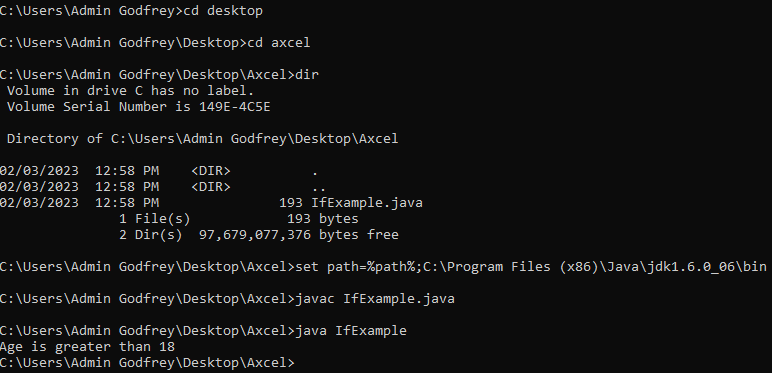 C:\Users\Admin Godfrey>cd desktop
C:\Users\Admin Godfrey\Desktop>cd axcel
C:\Users\Admin Godfrey\Desktop\Axcel>dir
Volume in drive C has no label.
Volume Serial Number is 149E-4C5E
Directory of C:\Users\Admin Godfrey\Desktop\Axcel
02/03/2023  12:58 PM    <DIR>          .
02/03/2023  12:58 PM    <DIR>          ..
02/03/2023  12:58 PM               193 IfExample.java
1 File(s)            193 bytes
2 Dir(s)  97,679,077,376 bytes free
C:\Users\Admin Godfrey\Desktop\Axcel>set path=%path%;C:\Program Files (x86)\Java\jdk1.6.0_06\bin
C:\Users\Admin Godfrey\Desktop\Axcel>javac IfExample.java
C:\Users\Admin Godfrey\Desktop\Axcel>java IfExample
Age is greater than 18
C:\Users\Admin Godfrey\Desktop\Axcel>